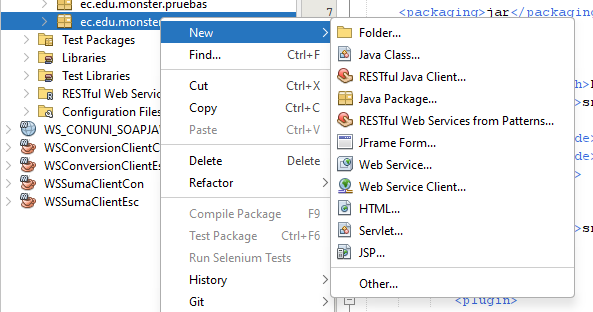 ec.edu.monster.pruebas
ec.edu.monster.
Test Packages
Libraries
Test Libraries
RESTful Web Servic
Configuration Files
WS_CONUNI_SOAPJAV
WSConversionClientC
WSConversionClientEs
WSSumaClientCon
WSSumaClientEsc
New
Find... Ctrl+F
Cut Ctrl+X
Copy Ctrl+C
Paste Ctrl+V
Delete Delete
Refactor
Compile Package F9
Test Package Ctrl+F6
Run Selenium Tests
History
Git
Folder...
Java Class...
RESTful Java Client...
Java Package...
RESTful Web Services from Patterns...
JFrame Form...
Web Service...
Web Service Client...
HTML...
Servlet...
JSP...
Other...
7
<packaging>jar</packaging>
<plugin>